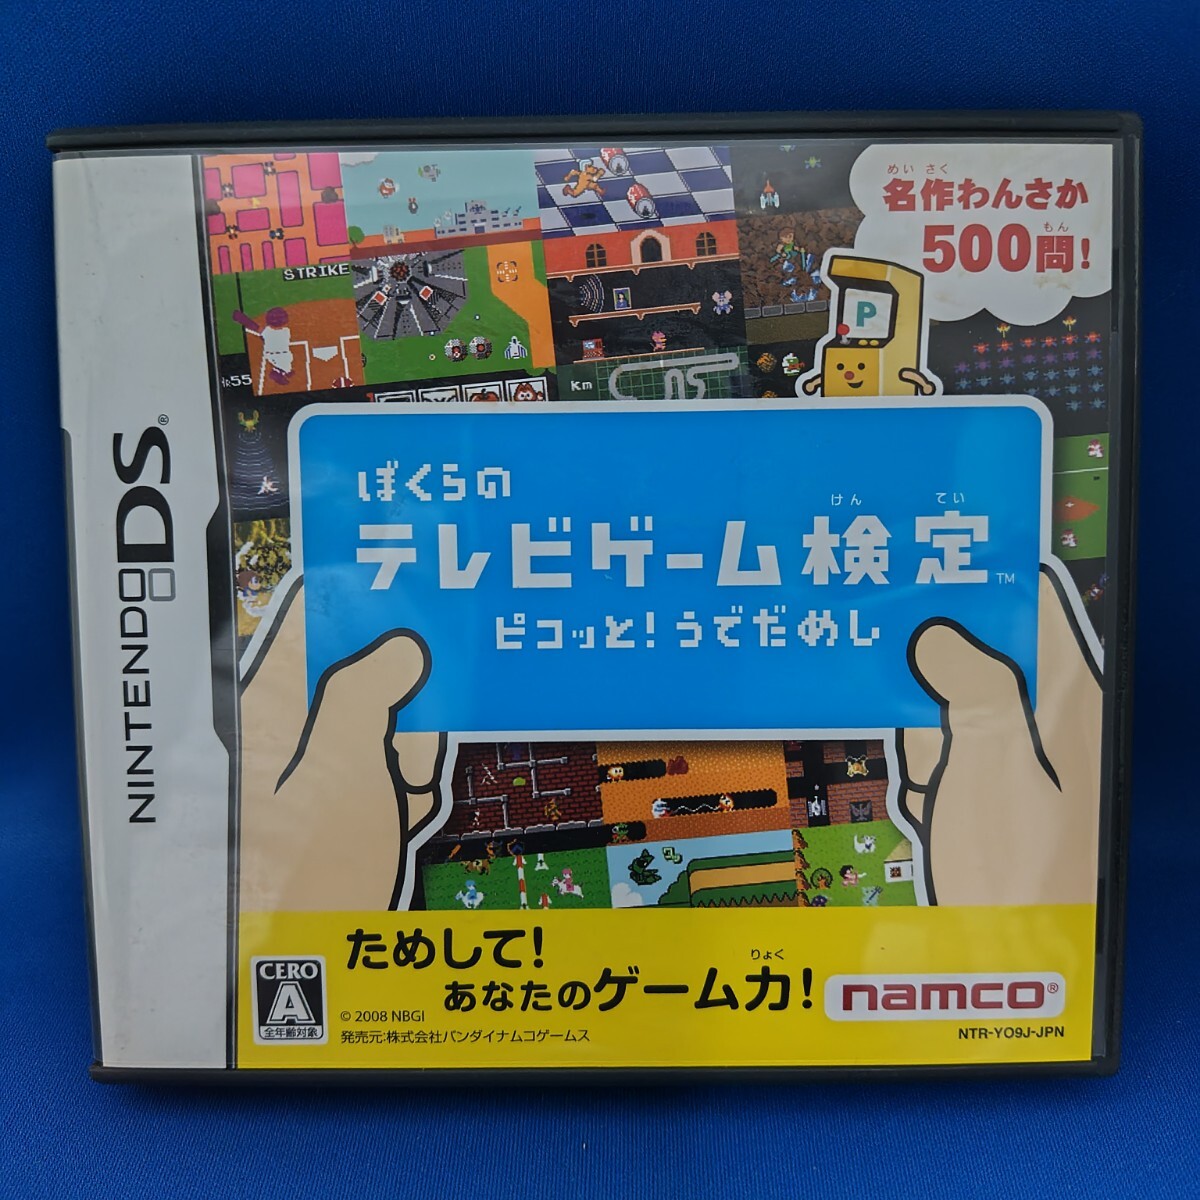 NINTENDO DS®
めいさく
名作わんさか
もん
500問!
P
STRIKE
HR55
Km
ぼくらの
けん てい
テレビゲーム検定™
ピコッと!うでだめし
ためして!
りょく
あなたのゲーム力!
CERO
A
全年齢対象
© 2008 NBGI
発売元:株式会社バンダイナムコゲームス
namco®
NTR-YO9J-JPN